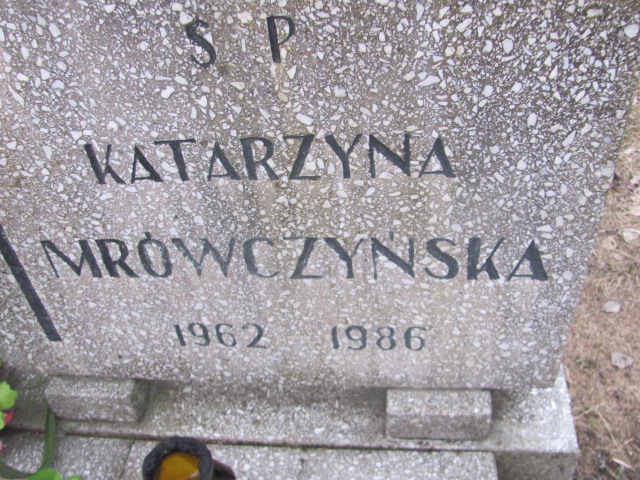 Ś P
KATARZYNA
MRÓWCZYŃSKA
1962 1986